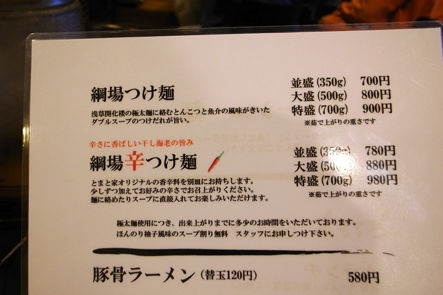 綱場つけ麺
並盛(350g) 700円
大盛(500g) 800円
特盛(700g) 900円
※茹で上がりの重さです
浅草開化楼の極太麺に絡むとんこつと魚介の風味がきいた
ダブルスープのつけだれが旨い。
辛さに香ばしい干し海老の旨み
綱場辛つけ麺
並盛(350g) 780円
大盛(500g) 880円
特盛(700g) 980円
※茹で上がりの重さです
とまと家オリジナルの香辛料を別皿にお持ちします。
少しずつ加えてお好みの辛さでお召上がりください。
麺に絡めたりスープに直接入れてお楽しみいただけます。
極太麺使用につき、出来上がりまでに多少のお時間をいただいております。
ほんのり柚子風味のスープ割り無料 スタッフにお申しつけ下さい。
豚骨ラーメン(替玉120円) 580円